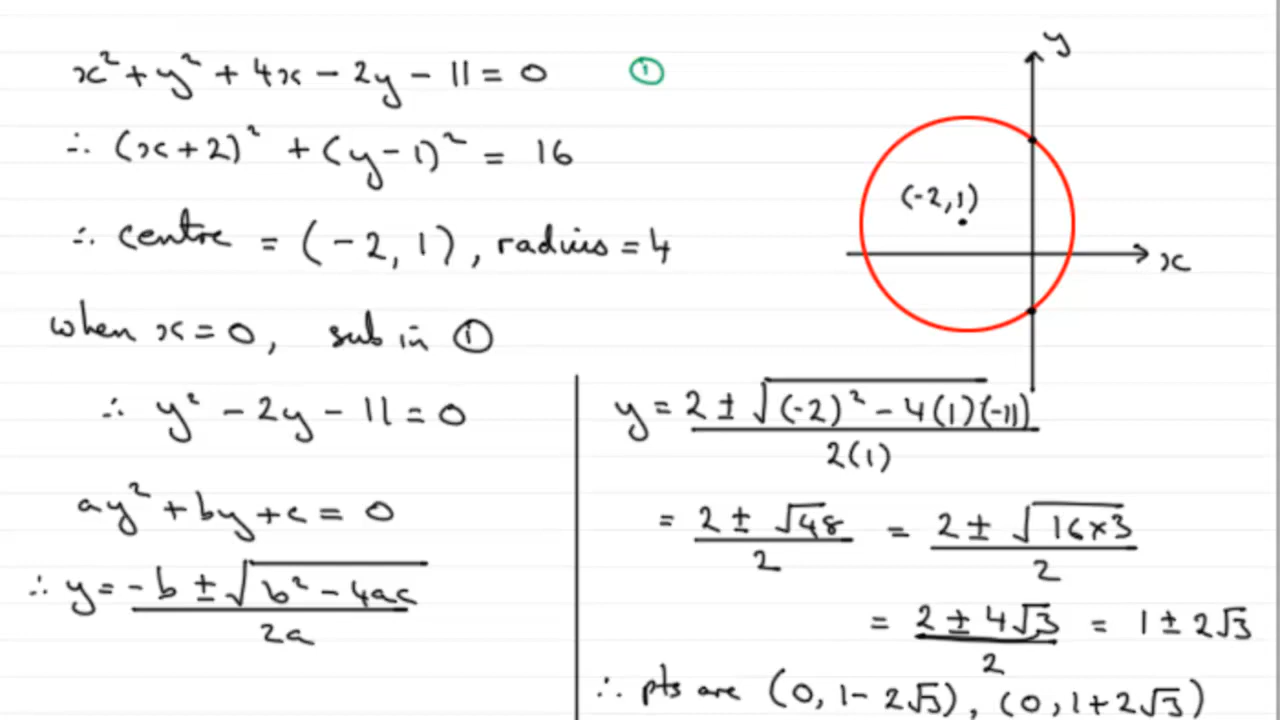 x² + y² + 4x − 2y − 11 = 0 ①
∴ (x+2)² + (y−1)² = 16
∴ centre = (−2, 1), radius = 4
when x = 0, sub in ①
∴ y² − 2y − 11 = 0
ay² + by + c = 0
∴ y = −b ± √(b² − 4ac) / 2a
y
(-2,1)
x
y = 2 ± √((-2)² − 4(1)(-11)) / 2(1)
= 2 ± √48 / 2 = 2 ± √(16×3) / 2
= 2 ± 4√3 / 2 = 1 ± 2√3
∴ pts are (0, 1 − 2√3), (0, 1 + 2√3)